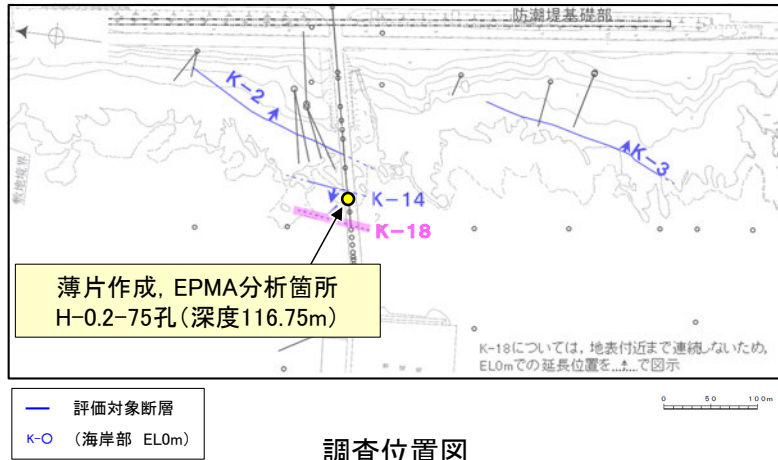 防潮堤基礎部
K-2
K-3
敷地境界
K-14
K-18
薄片作成, EPMA分析箇所
H-0.2-75孔(深度116.75m)
K-18については, 地表付近まで連続しないため,
EL0mでの延長位置を で図示
評価対象断層
K-○ (海岸部 EL0m)
0 50 100m
調査位置図